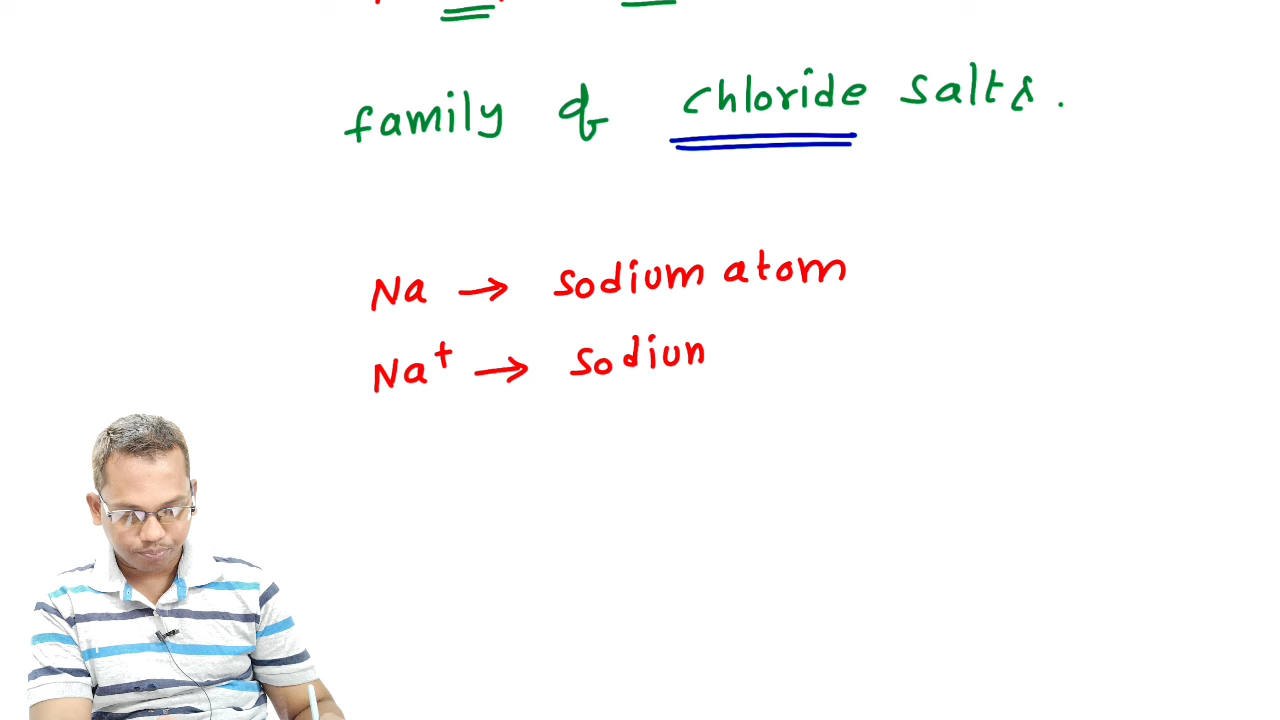 family of chloride salts.
Na → sodium atom
Na⁺ → sodiun